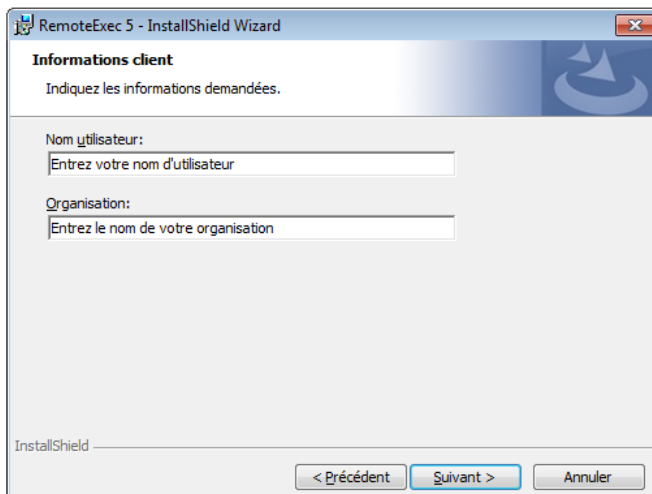 RemoteExec 5 - InstallShield Wizard
Informations client
Indiquez les informations demandées.
Nom utilisateur:
Entrez votre nom d'utilisateur
Organisation:
Entrez le nom de votre organisation
InstallShield
< Précédent Suivant > Annuler